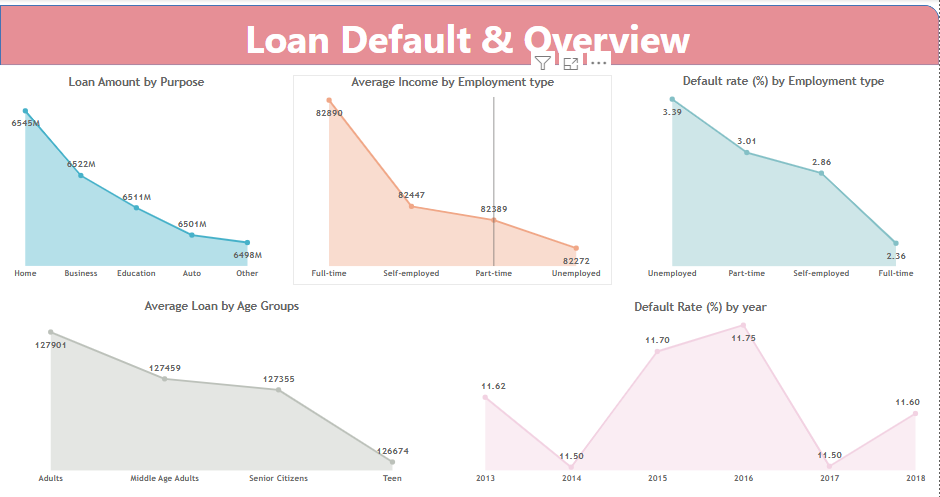 Loan Default & Overview
Loan Amount by Purpose
6545M
6522M
6511M
6501M
6498M
Home Business Education Auto Other
Average Income by Employment type
82890
82447
82389
82272
Full-time Self-employed Part-time Unemployed
Default rate (%) by Employment type
3.39
3.01
2.86
2.36
Unemployed Part-time Self-employed Full-time
Average Loan by Age Groups
127901
127459
127355
126674
Adults Middle Age Adults Senior Citizens Teen
Default Rate (%) by year
11.62
11.50
11.70
11.75
11.50
11.60
2013 2014 2015 2016 2017 2018